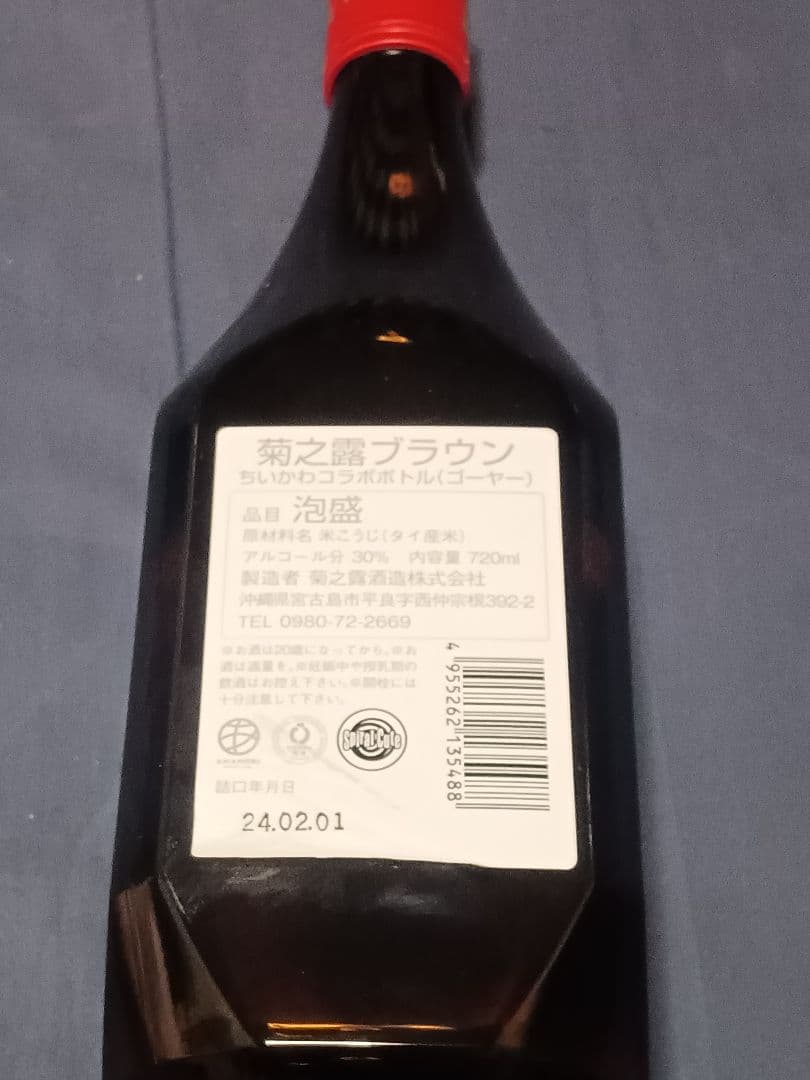 菊之露ブラウン
ちいかわコラボボトル(ゴーヤー)
品目 泡盛
原材料名 米こうじ(タイ産米)
アルコール分 30% 内容量 720ml
製造者 菊之露酒造株式会社
沖縄県宮古島市平良字西仲宗根392-2
TEL 0980-72-2669
※お酒は20歳になってから。※お
酒は適量を。※妊娠中や授乳期の
飲酒はお控え下さい。※開栓には
十分注意して下さい。
Spiral Cute
詰口年月日
24.02.01
4 955262 135488